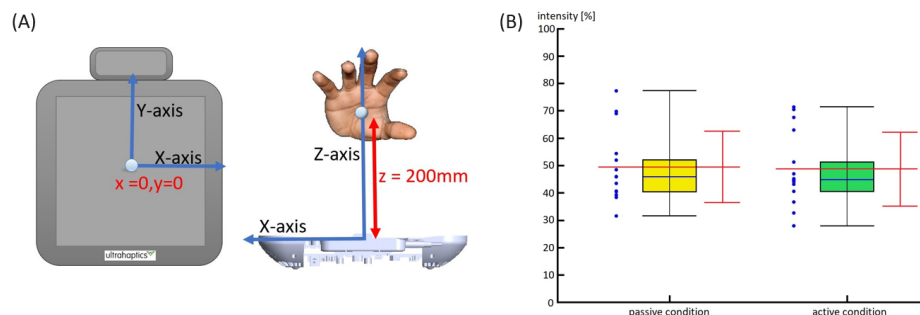 (A)
Y-axis
X-axis
x =0,y=0
ultrahaptics
Z-axis
z = 200mm
X-axis
(B)
intensity [%]
100
90
80
70
60
50
40
30
20
10
0
passive condition
active condition